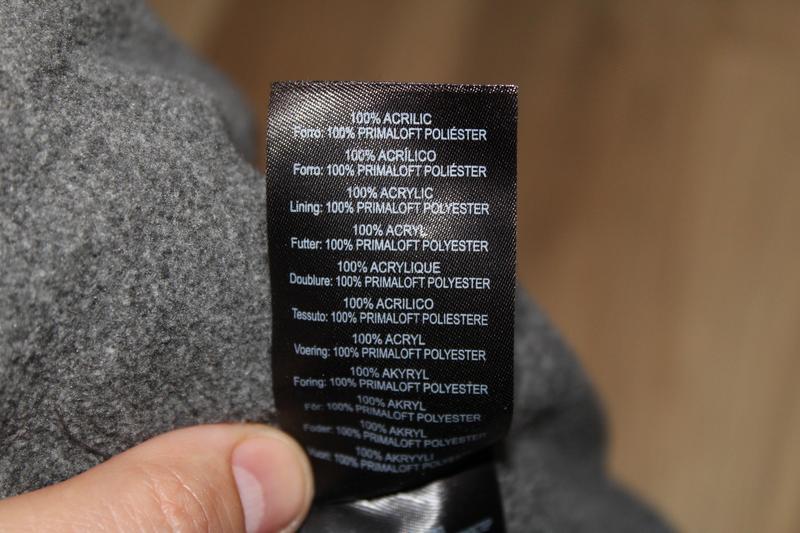 100% ACRILIC
Forro: 100% PRIMALOFT POLIÉSTER
100% ACRÍLICO
Forro: 100% PRIMALOFT POLIÉSTER
100% ACRYLIC
Lining: 100% PRIMALOFT POLYESTER
100% ACRYL
Futter: 100% PRIMALOFT POLYESTER
100% ACRYLIQUE
Doublure: 100% PRIMALOFT POLYESTER
100% ACRILICO
Tessuto: 100% PRIMALOFT POLIESTERE
100% ACRYL
Voering: 100% PRIMALOFT POLYESTER
100% AKYRYL
Foring: 100% PRIMALOFT POLYESTER
100% AKRYL
Fôr: 100% PRIMALOFT POLYESTER
100% AKRYL
Foder: 100% PRIMALOFT POLYESTER
100% AKRYYLI
100% PRIMALOFT